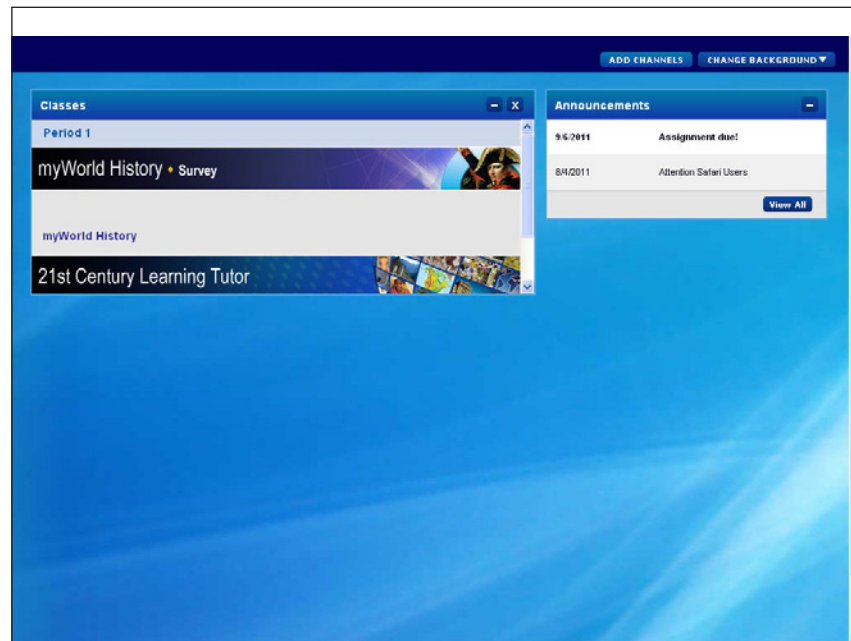 ADD CHANNELS CHANGE BACKGROUND
Classes
Period 1
myWorld History • Survey
myWorld History
21st Century Learning Tutor
Announcements
9/6/2011 Assignment due!
8/4/2011 Attention Safari Users
View All